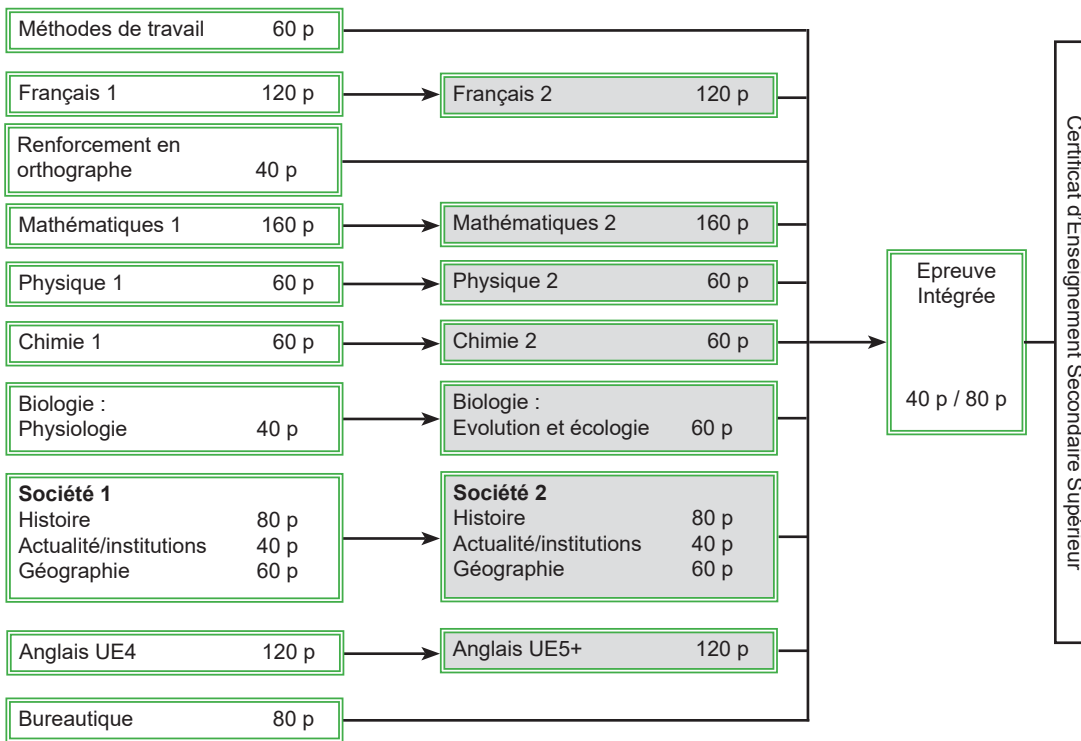 Méthodes de travail 60 p
Français 1 120 p
Français 2 120 p
Renforcement en
orthographe 40 p
Mathématiques 1 160 p
Mathématiques 2 160 p
Physique 1 60 p
Physique 2 60 p
Chimie 1 60 p
Chimie 2 60 p
Biologie :
Physiologie 40 p
Biologie :
Evolution et écologie 60 p
Société 1
Histoire 80 p
Actualité/institutions 40 p
Géographie 60 p
Société 2
Histoire 80 p
Actualité/institutions 40 p
Géographie 60 p
Anglais UE4 120 p
Anglais UE5+ 120 p
Bureautique 80 p
Epreuve
Intégrée
40 p / 80 p
Certificat d'Enseignement Secondaire Supérieur